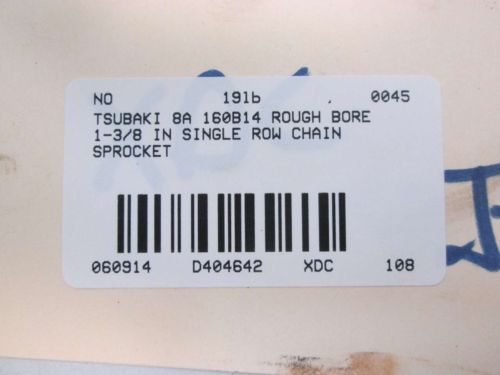 NO 19lb . 0045
TSUBAKI 8A 160B14 ROUGH BORE
1-3/8 IN SINGLE ROW CHAIN
SPROCKET
060914 D404642 XDC 108